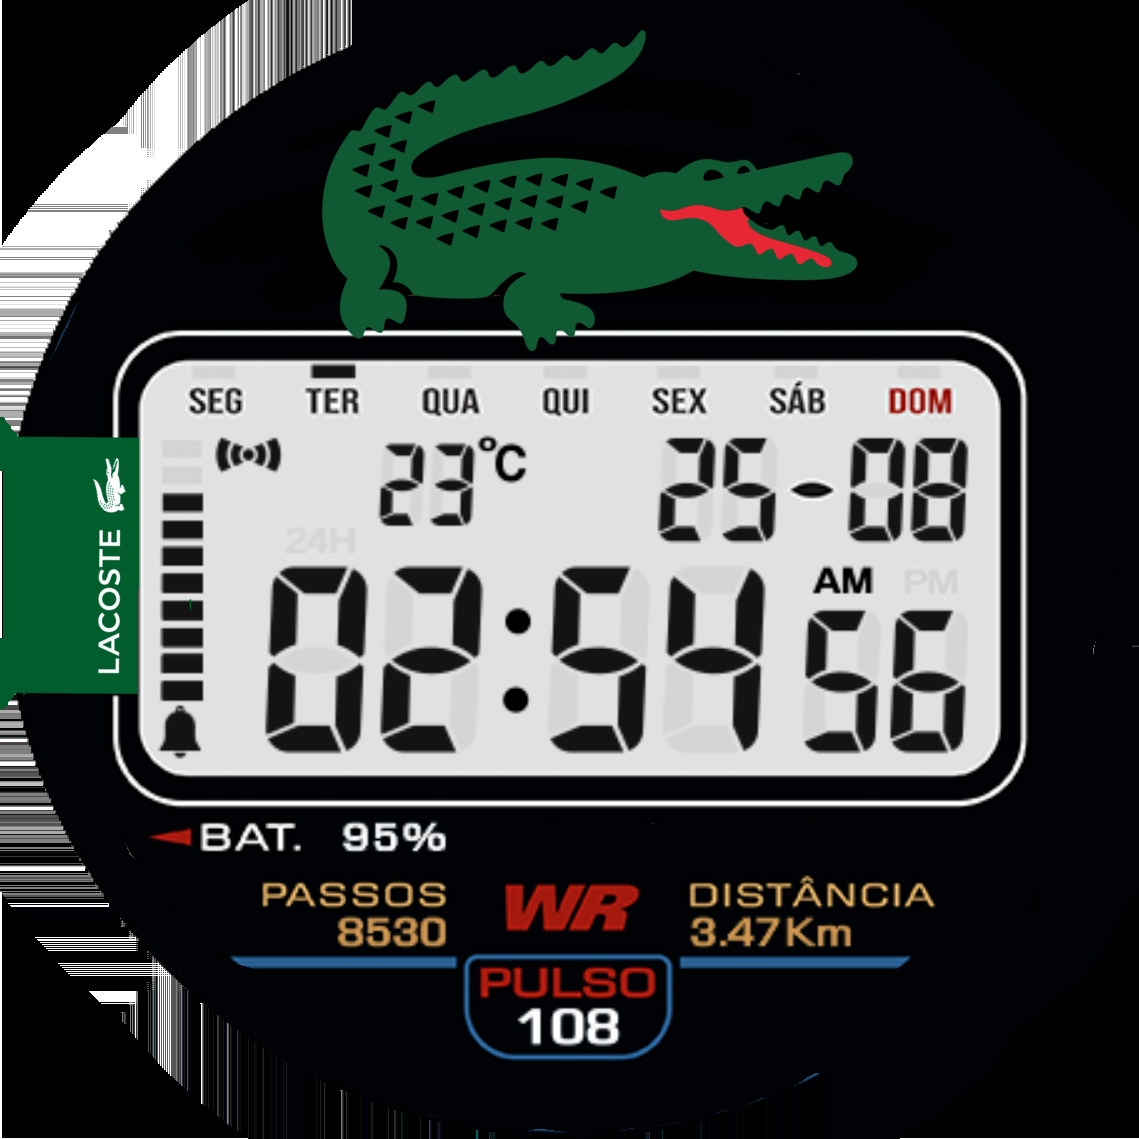 SEG TER QUA QUI SEX SÁB DOM
23°C 25-08
24H
02:54 56
AM PM
LACOSTE
BAT. 95%
PASSOS WR DISTÂNCIA
8530 3.47Km
PULSO
108